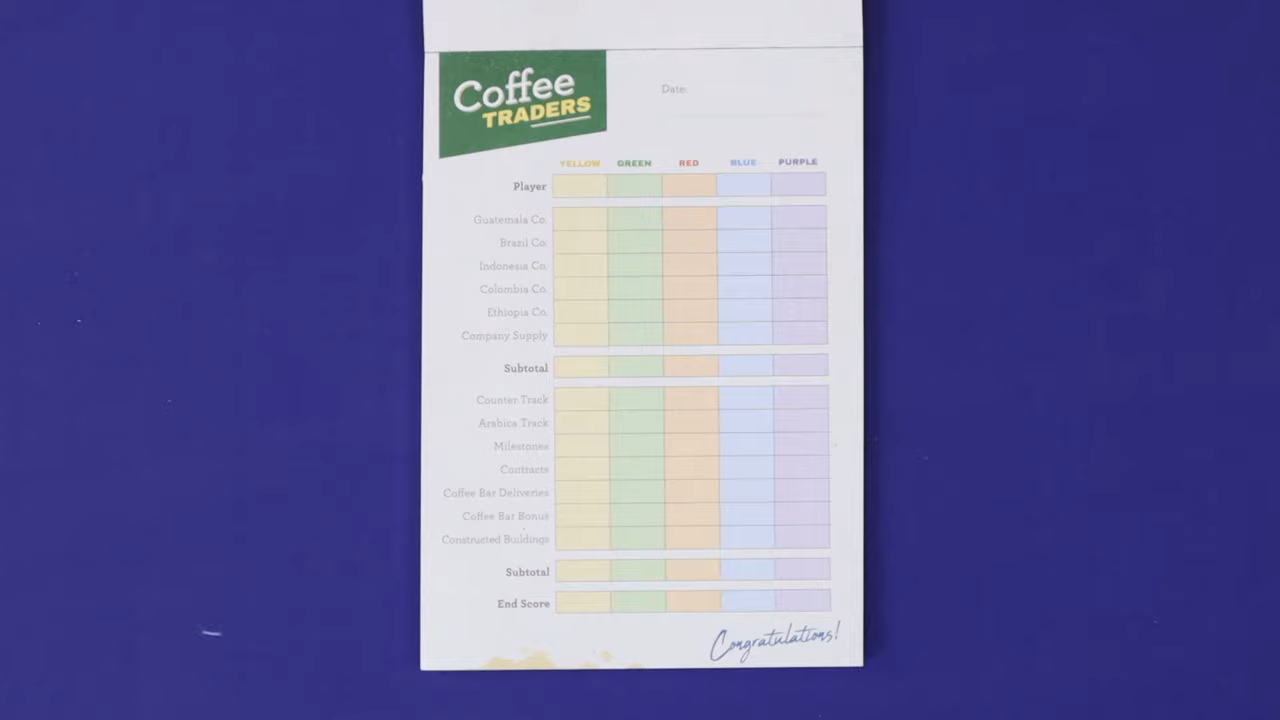 Coffee
TRADERS
Date:
YELLOW GREEN RED BLUE PURPLE
Player
Guatemala Co.
Brazil Co.
Indonesia Co.
Colombia Co.
Ethiopia Co.
Company Supply
Subtotal
Counter Track
Arabica Track
Milestones
Contracts
Coffee Bar Deliveries
Coffee Bar Bonus
Constructed Buildings
Subtotal
End Score
Congratulations!